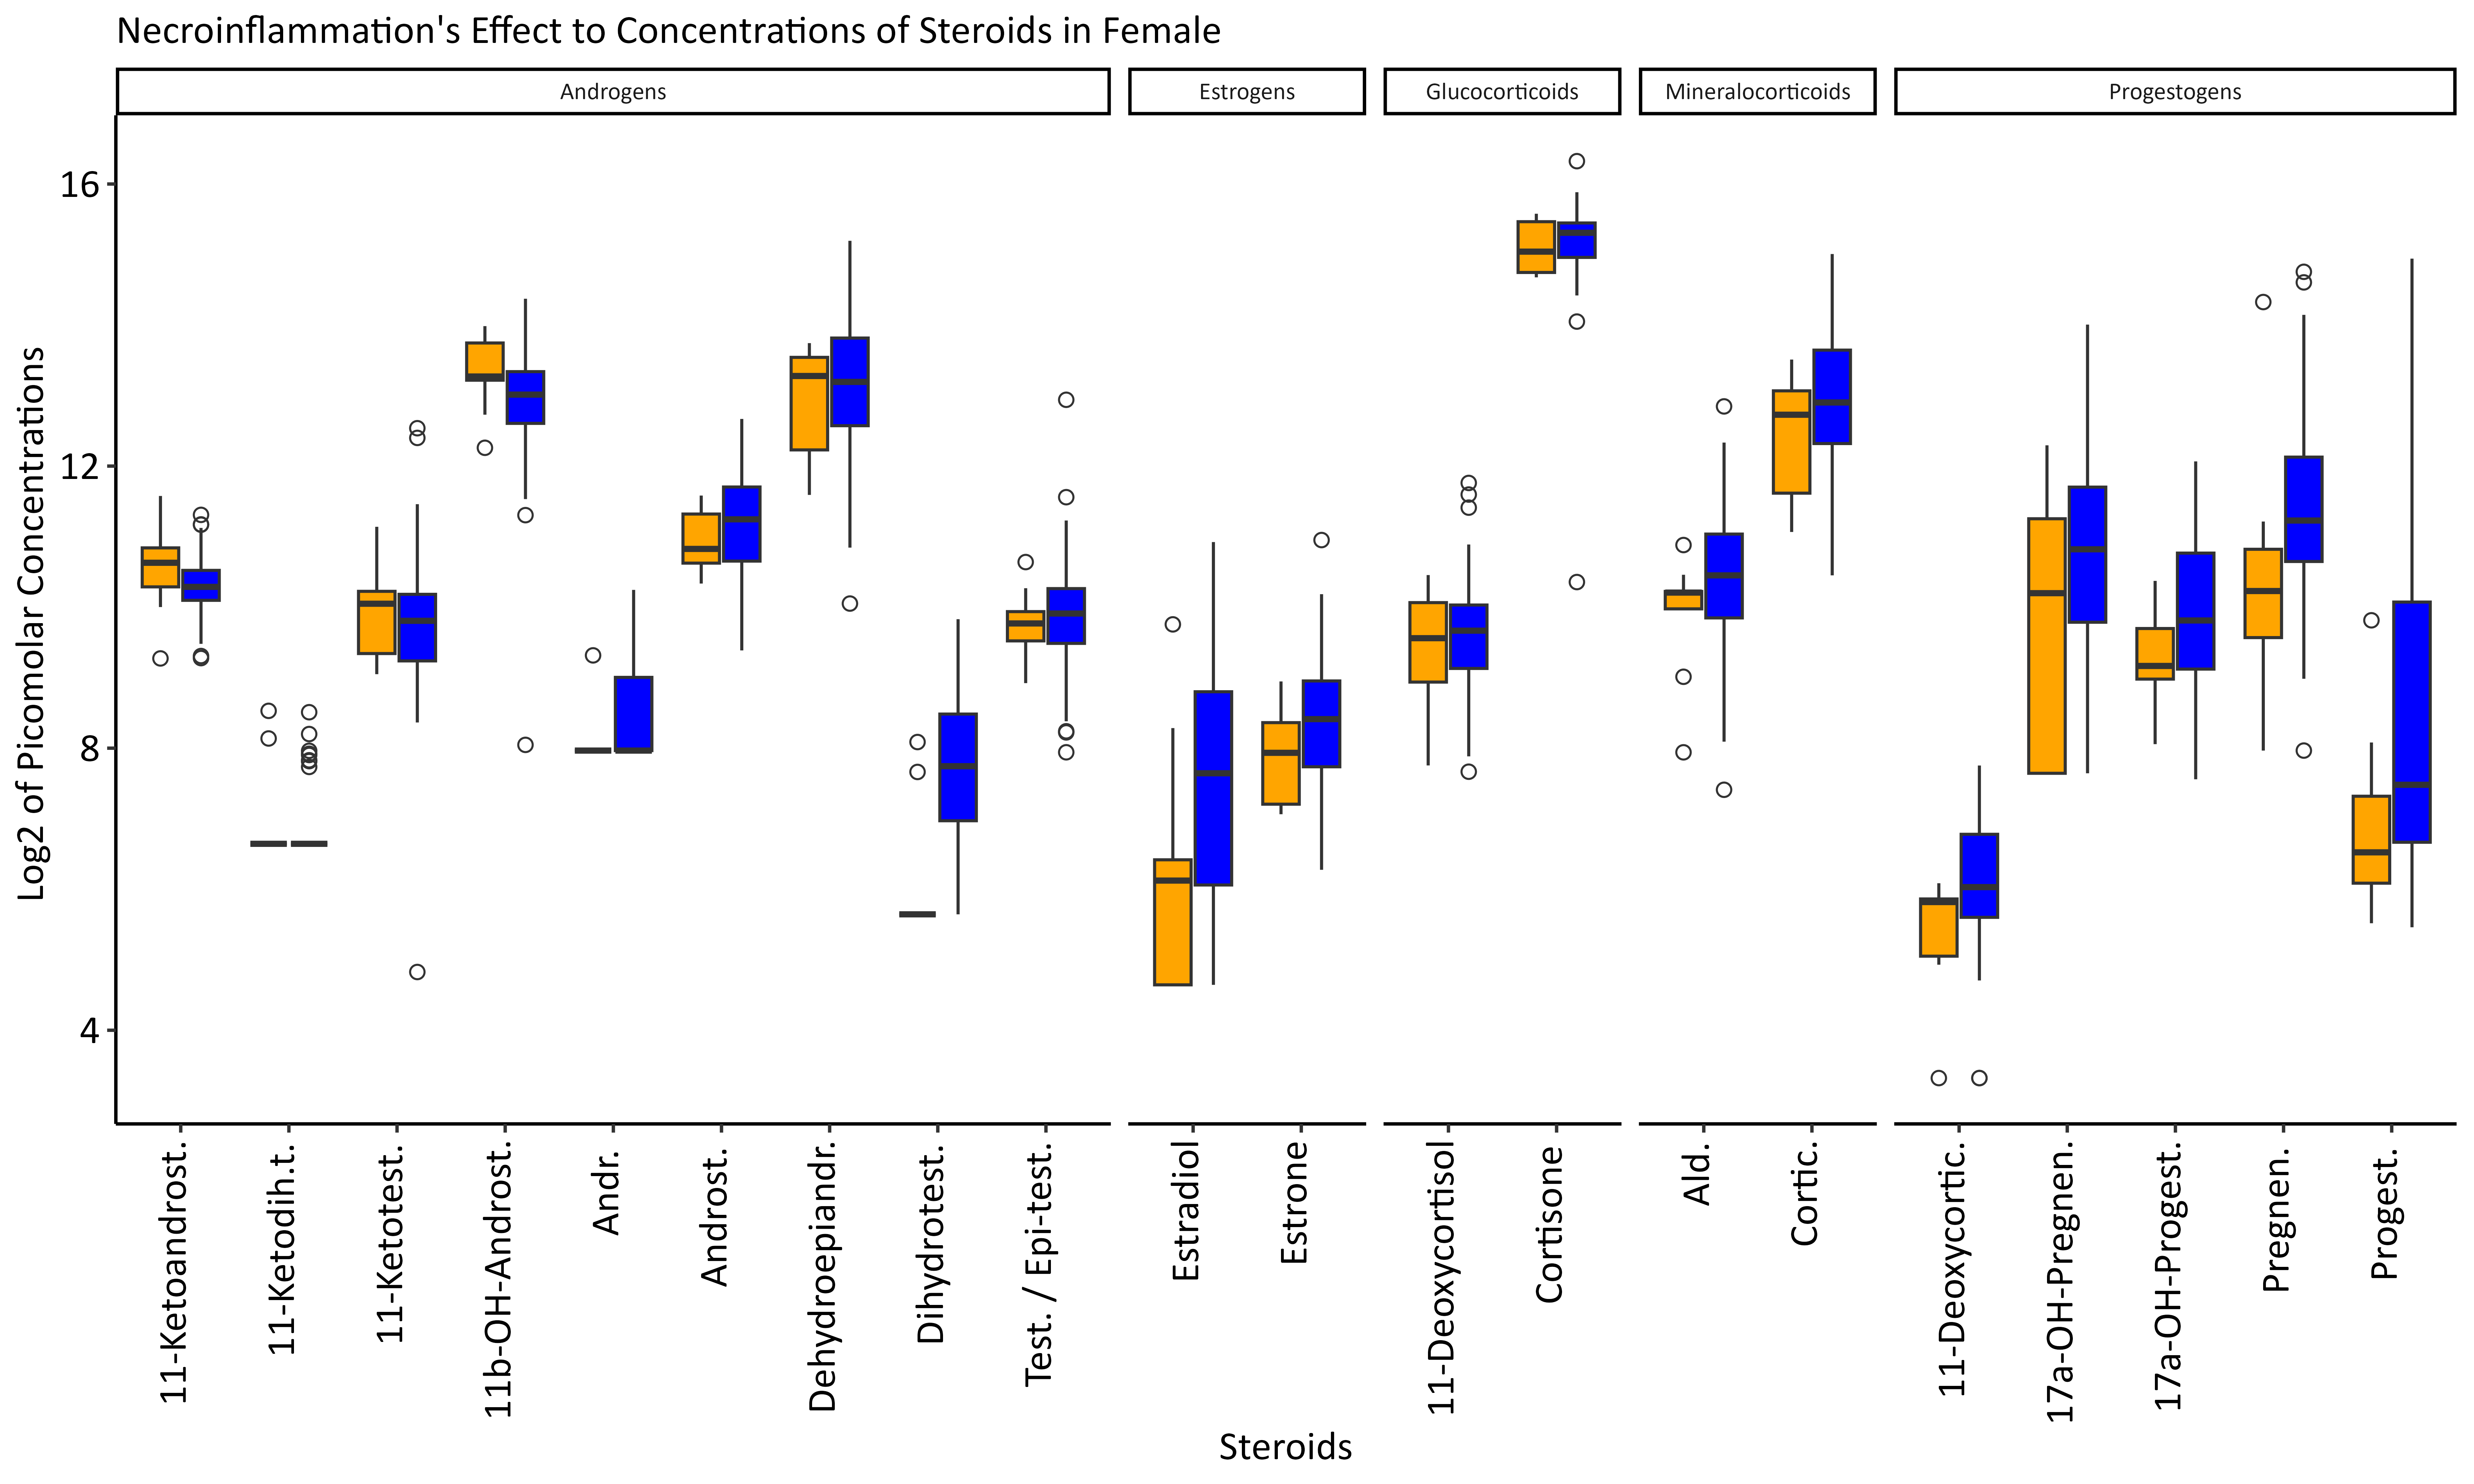 Necroinflammation's Effect to Concentrations of Steroids in Female
Androgens
Estrogens
Glucocorticoids
Mineralocorticoids
Progestogens
Log2 of Picomolar Concentrations
16
12
8
4
11-Ketoandrost.
11-Ketodih.t.
11-Ketotest.
11b-OH-Androst.
Andr.
Androst.
Dehydroepiandr.
Dihydrotest.
Test. / Epi-test.
Estradiol
Estrone
11-Deoxycortisol
Cortisone
Ald.
Cortic.
11-Deoxycortic.
17a-OH-Pregnen.
17a-OH-Progest.
Pregnen.
Progest.
Steroids